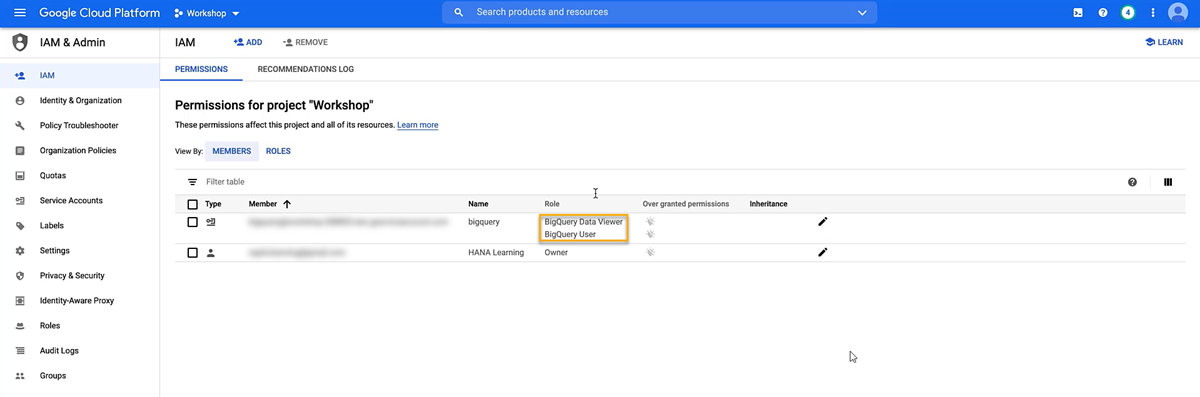 Google Cloud Platform Workshop Search products and resources 4
IAM & Admin IAM ADD REMOVE LEARN
PERMISSIONS RECOMMENDATIONS LOG
IAM
Identity & Organization
Policy Troubleshooter
Organization Policies
Quotas
Service Accounts
Labels
Settings
Privacy & Security
Identity-Aware Proxy
Roles
Audit Logs
Groups
Permissions for project "Workshop"
These permissions affect this project and all of its resources. Learn more
View By: MEMBERS ROLES
Filter table
Type Member Name Role Over granted permissions Inheritance
bigquery BigQuery Data Viewer
BigQuery User
HANA Learning Owner